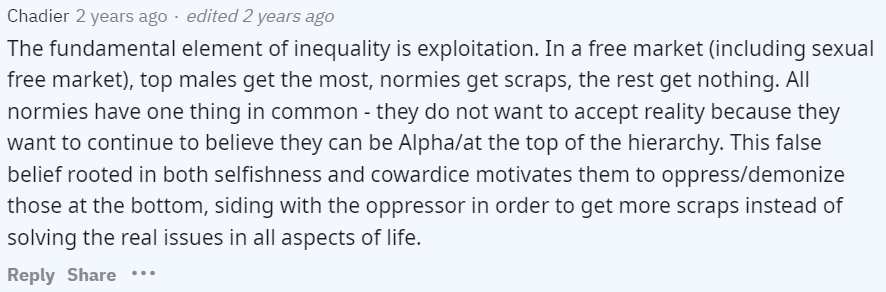 Chadier 2 years ago · edited 2 years ago
The fundamental element of inequality is exploitation. In a free market (including sexual
free market), top males get the most, normies get scraps, the rest get nothing. All
normies have one thing in common - they do not want to accept reality because they
want to continue to believe they can be Alpha/at the top of the hierarchy. This false
belief rooted in both selfishness and cowardice motivates them to oppress/demonize
those at the bottom, siding with the oppressor in order to get more scraps instead of
solving the real issues in all aspects of life.
Reply Share •••